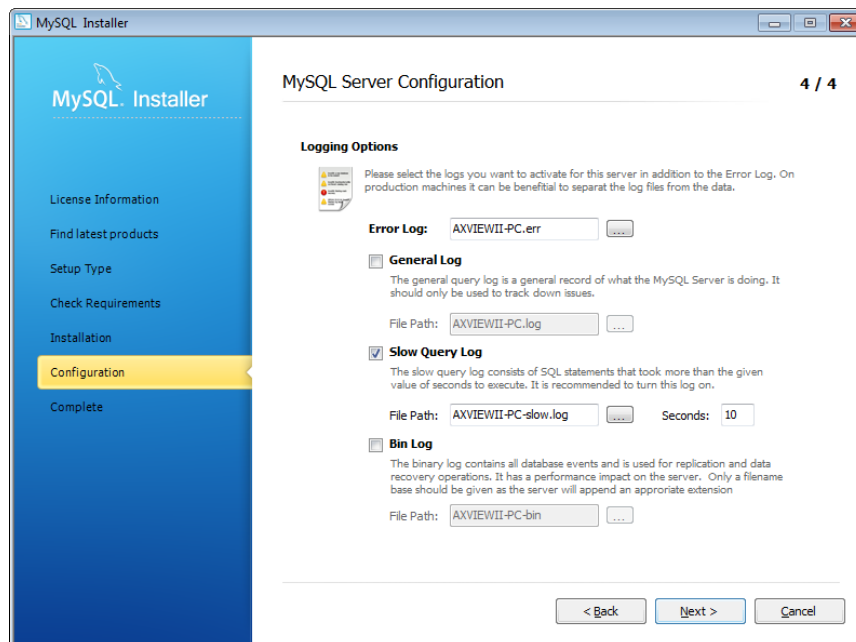 MySQL Installer
MySQL Server Configuration
4 / 4
MySQL. Installer
License Information
Find latest products
Setup Type
Check Requirements
Installation
Configuration
Complete
Logging Options
Please select the logs you want to activate for this server in addition to the Error Log. On
production machines it can be benefitial to separat the log files from the data.
Error Log: AXVIEWII-PC.err ...
General Log
The general query log is a general record of what the MySQL Server is doing. It
should only be used to track down issues.
File Path: AXVIEWII-PC.log ...
Slow Query Log
The slow query log consists of SQL statements that took more than the given
value of seconds to execute. It is recommended to turn this log on.
File Path: AXVIEWII-PC-slow.log ... Seconds: 10
Bin Log
The binary log contains all database events and is used for replication and data
recovery operations. It has a performance impact on the server. Only a filename
base should be given as the server will append an approriate extension
File Path: AXVIEWII-PC-bin ...
< Back Next > Cancel